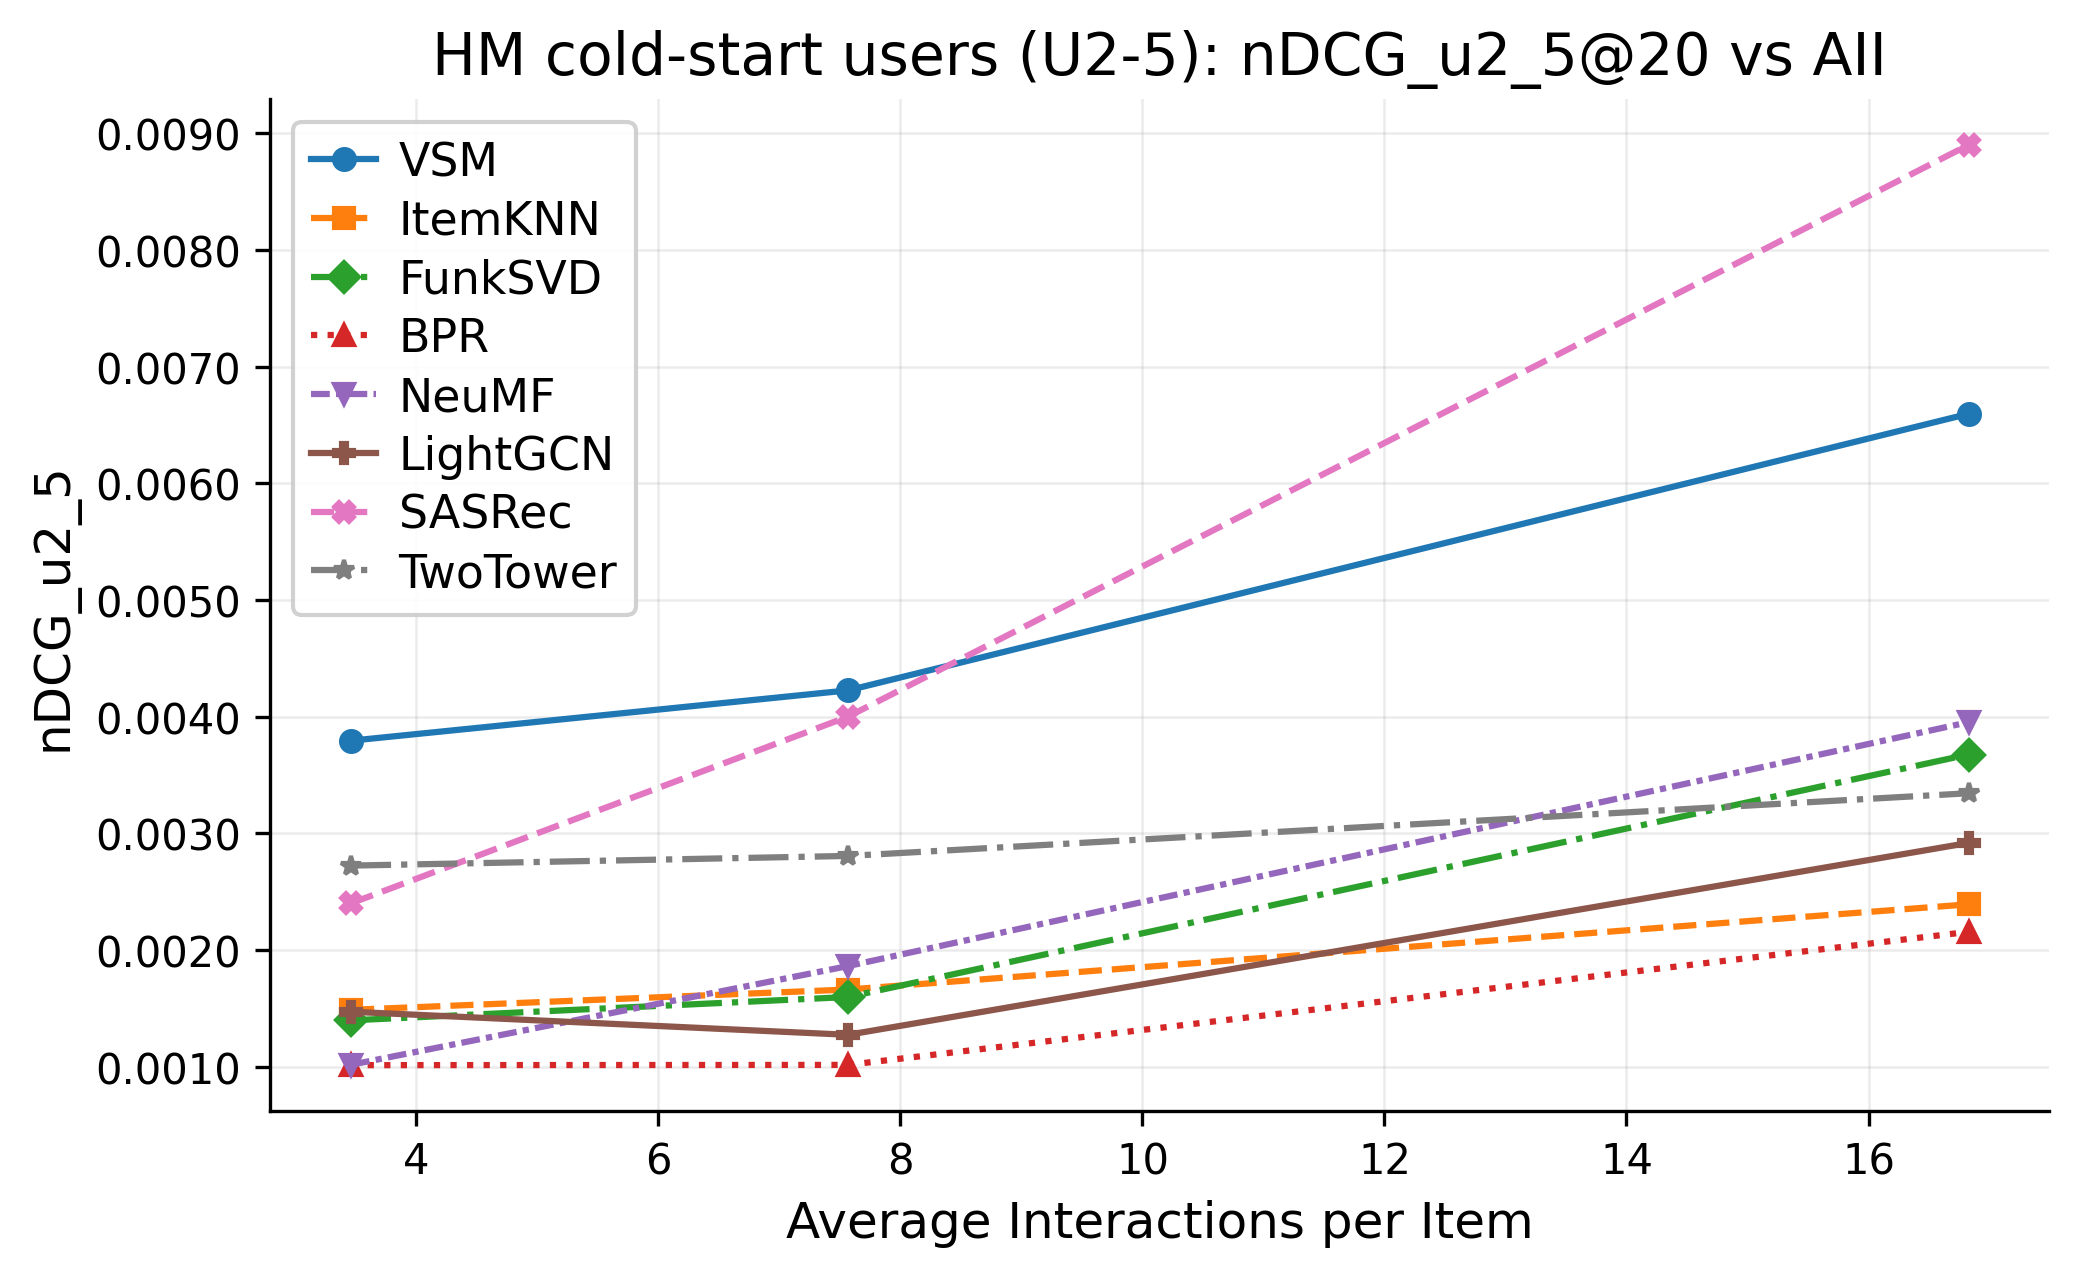 HM cold-start users (U2-5): nDCG_u2_5@20 vs AII
nDCG_u2_5
0.0090
0.0080
0.0070
0.0060
0.0050
0.0040
0.0030
0.0020
0.0010
VSM
ItemKNN
FunkSVD
BPR
NeuMF
LightGCN
SASRec
TwoTower
4 6 8 10 12 14 16
Average Interactions per Item